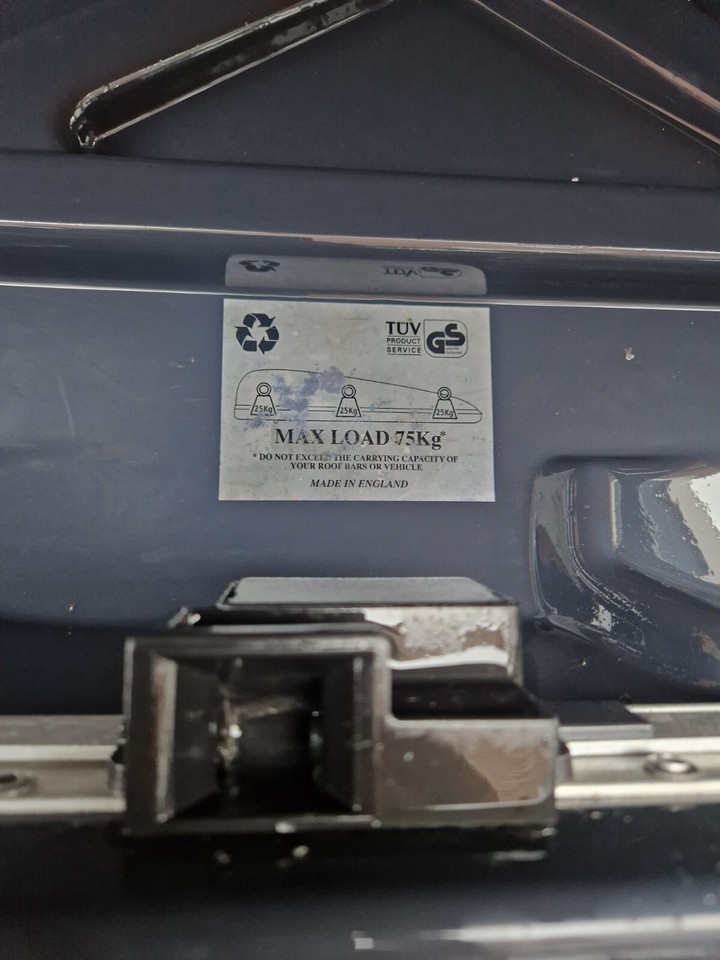 TÜV
PRODUCT
SERVICE
GS
25Kg 25Kg 25Kg
MAX LOAD 75Kg*
* DO NOT EXCEED THE CARRYING CAPACITY OF
YOUR ROOF BARS OR VEHICLE
MADE IN ENGLAND